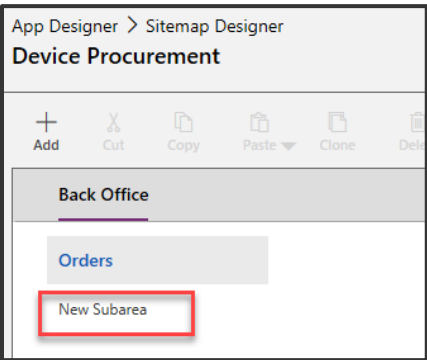 App Designer > Sitemap Designer
Device Procurement
Add Cut Copy Paste Clone
Back Office
Orders
New Subarea